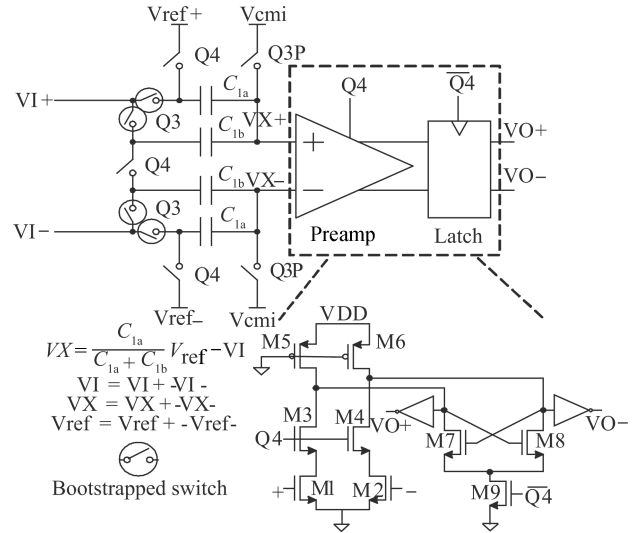 Vref+
Vcmi
Q4
Q3P
Q4
Q4
VI+
C1a
VX+
VO+
Q3
C1b
+
Q4
C1b
VX-
−
VO−
Q3
C1a
VI−
Preamp
Latch
Q4
Q3P
Vref-
Vcmi
VDD
M5
M6
VX = C1a / C1a + C1b Vref −VI
VI = VI+ -VI -
VX = VX+ -VX-
Vref = Vref+ -Vref-
M3
M4
VO+
VO−
Q4
M7
M8
+
M1
M2
−
M9
Q4
Bootstrapped switch